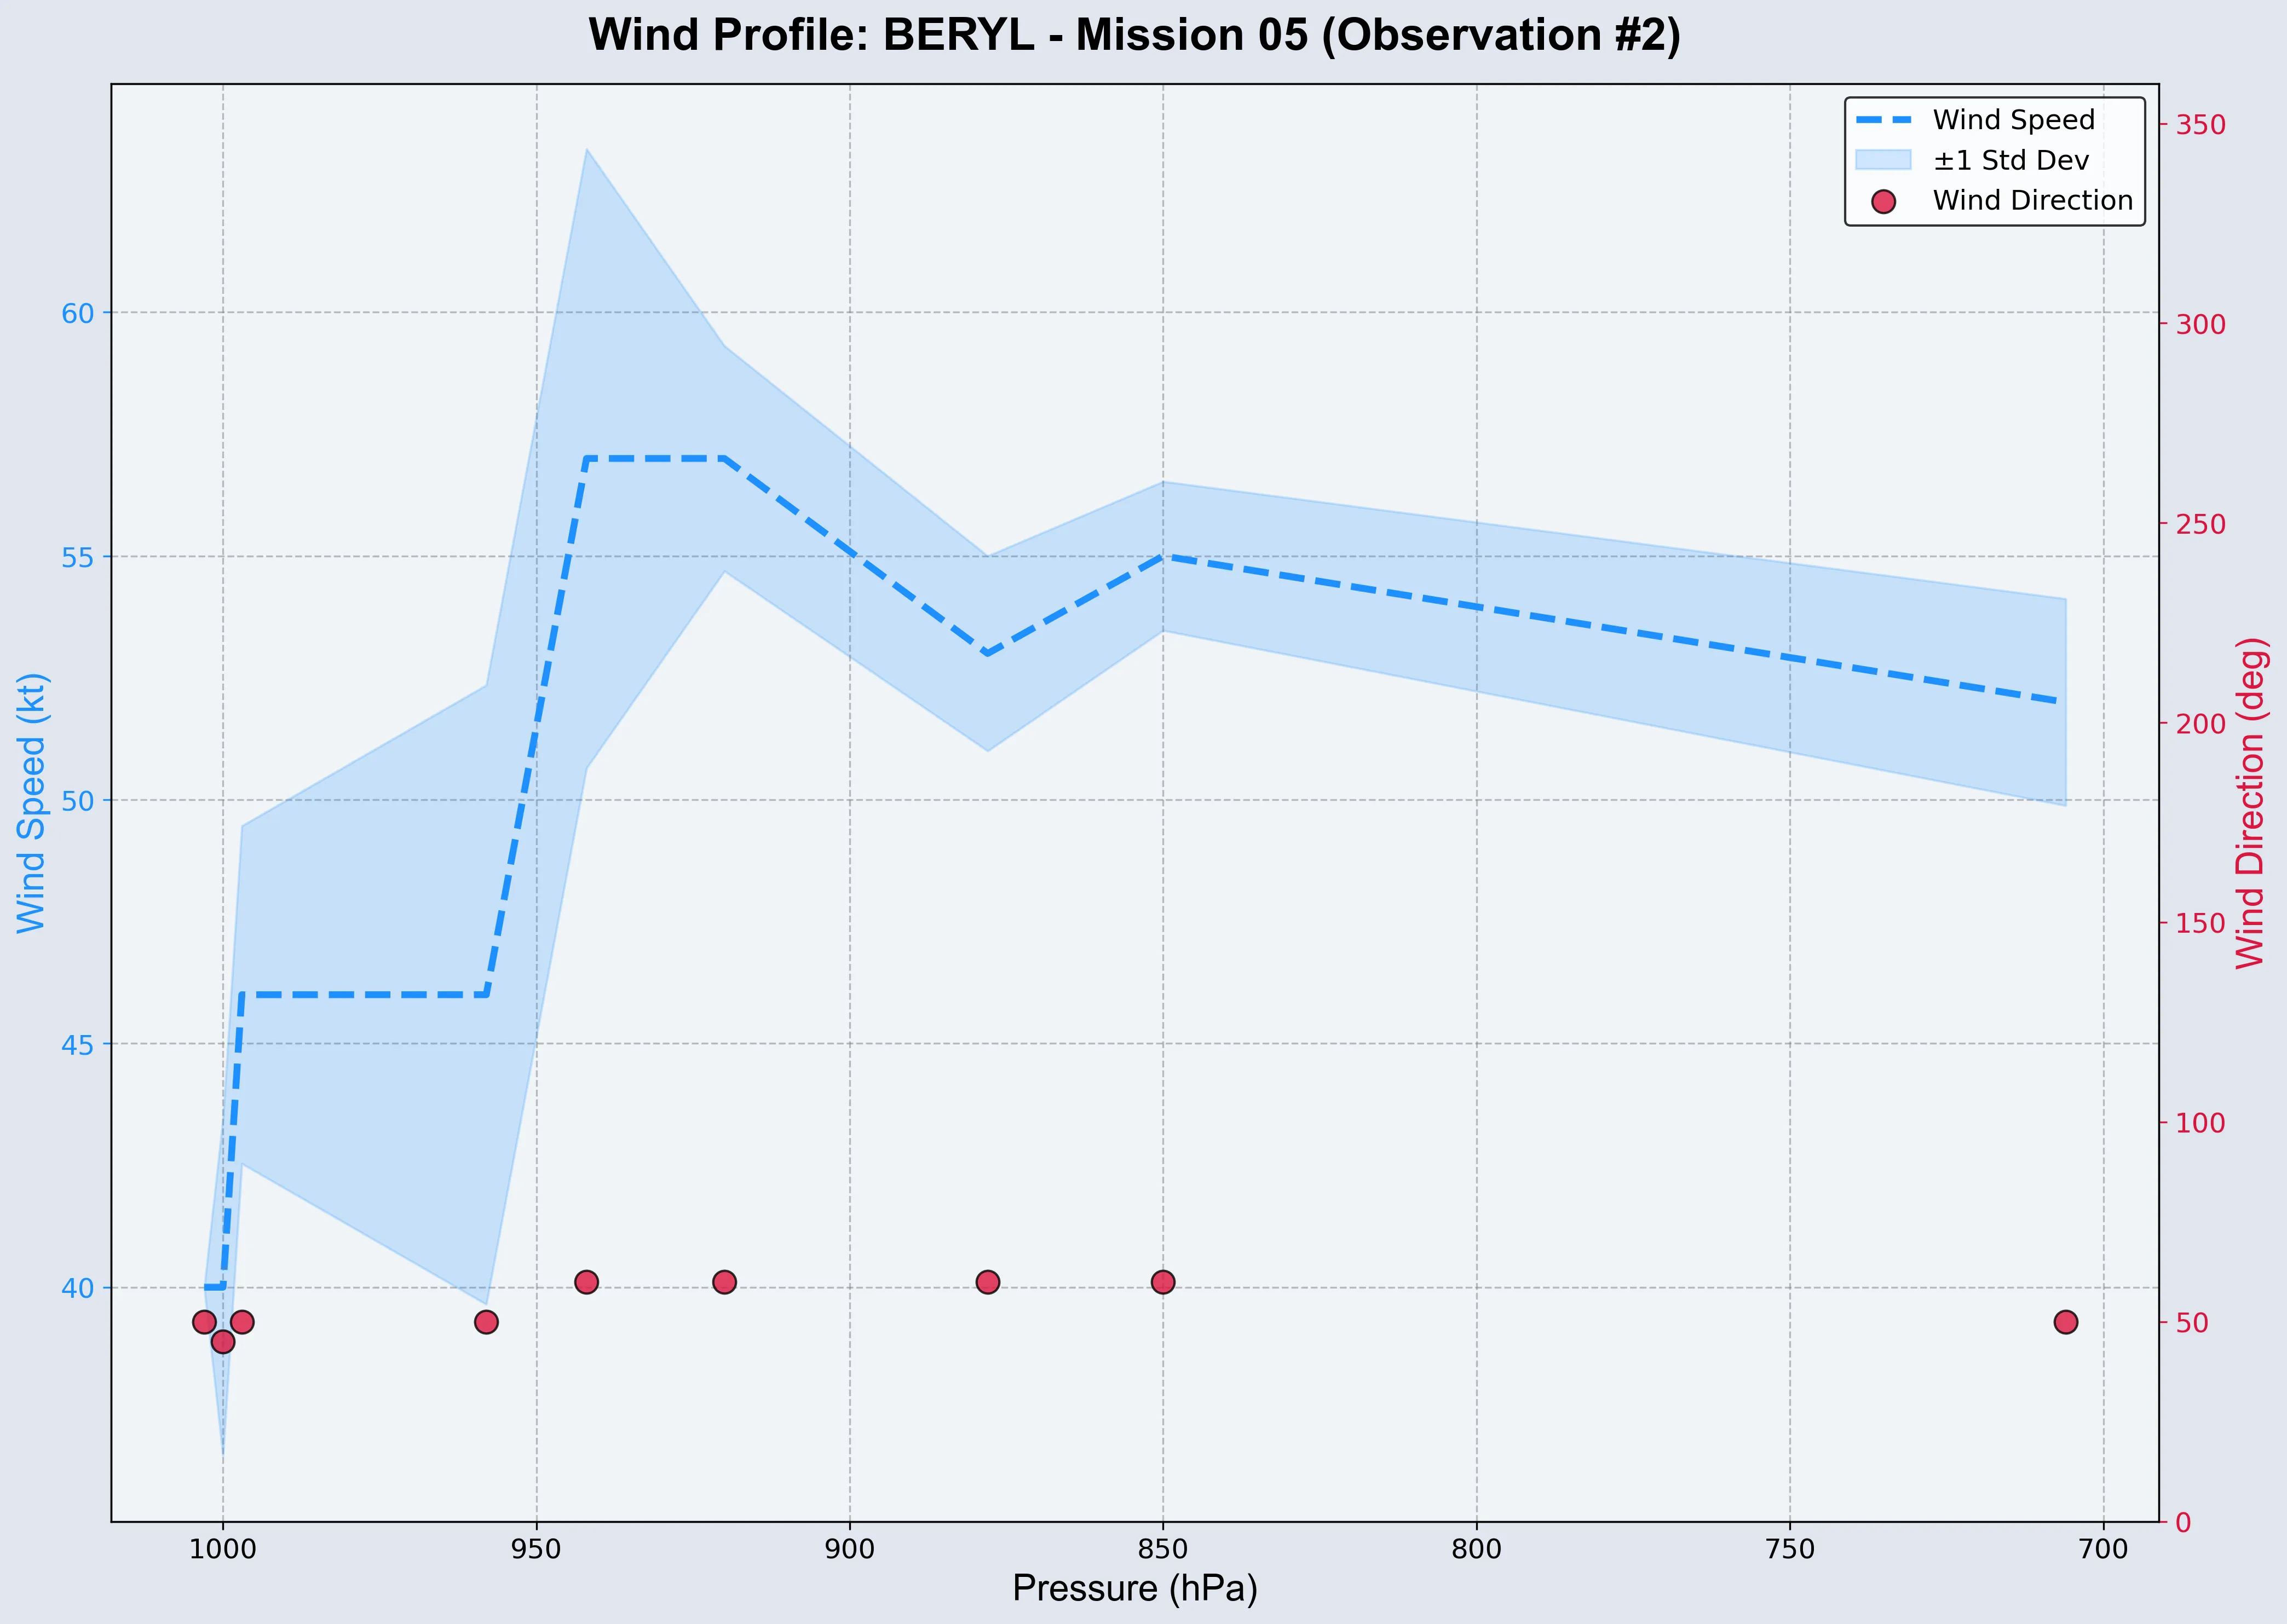 Wind Profile: BERYL - Mission 05 (Observation #2)
Wind Speed
±1 Std Dev
Wind Direction
Wind Speed (kt)
60
55
50
45
40
350
300
250
200
150
100
50
0
Wind Direction (deg)
1000 950 900 850 800 750 700
Pressure (hPa)